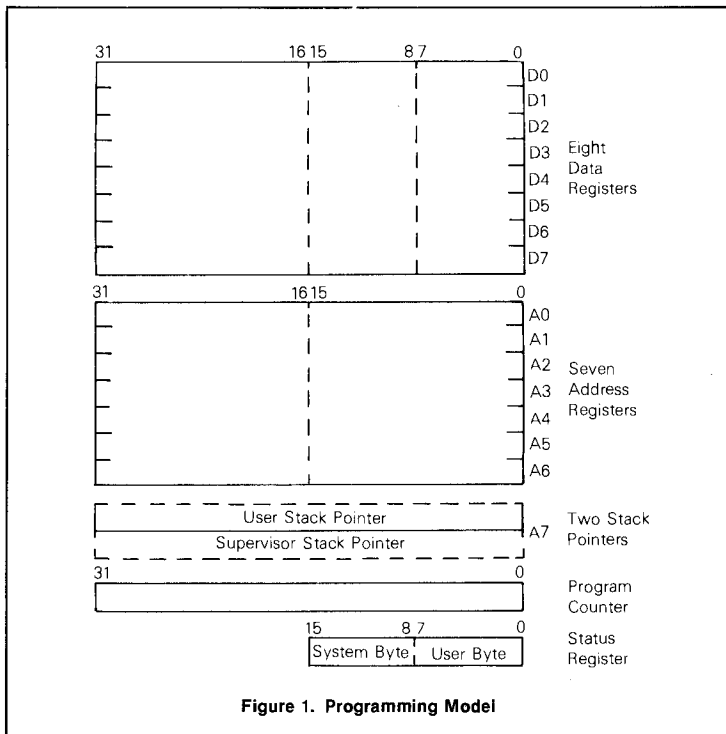 31 16 15 8 7 0
D0
D1
D2
D3
D4
D5
D6
D7
Eight
Data
Registers
31 16 15 0
A0
A1
A2
A3
A4
A5
A6
Seven
Address
Registers
User Stack Pointer
Supervisor Stack Pointer
A7
Two Stack
Pointers
31 0
Program
Counter
15 8 7 0
System Byte User Byte
Status
Register
Figure 1. Programming Model